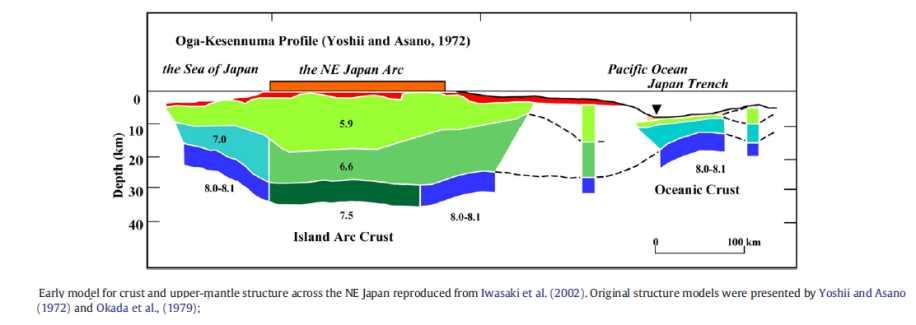 Oga-Kesennuma Profile (Yoshii and Asano, 1972)
the Sea of Japan
the NE Japan Arc
Pacific Ocean
Japan Trench
0
10
20
30
40
Depth (km)
5.9
7.0
6.6
8.0-8.1
7.5
8.0-8.1
Island Arc Crust
8.0-8.1
Oceanic Crust
0
100 km
Early model for crust and upper-mantle structure across the NE Japan reproduced from Iwasaki et al. (2002). Original structure models were presented by Yoshii and Asano
(1972) and Okada et al., (1979);